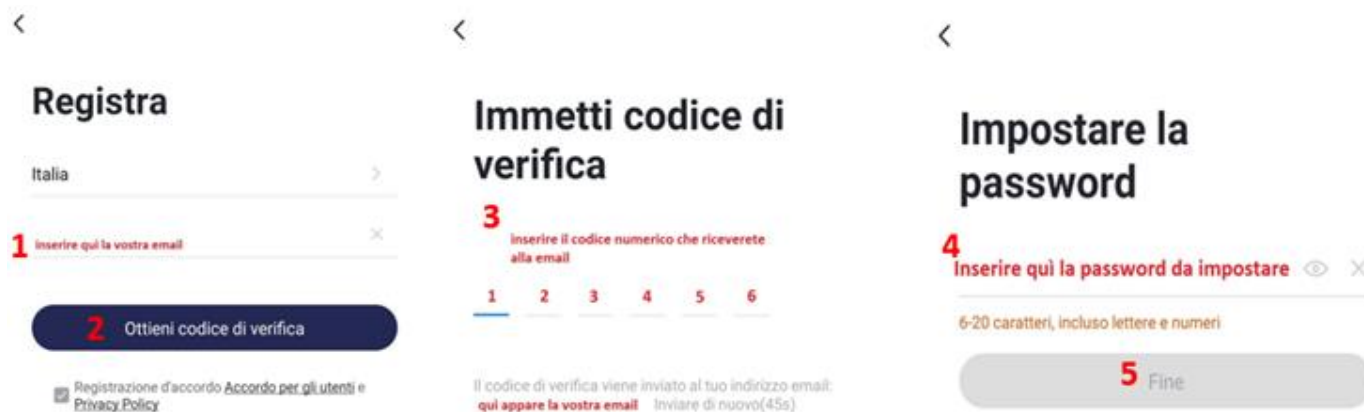 Registra
Italia
1 inserire qui la vostra email
2 Ottieni codice di verifica
Registrazione d'accordo Accordo per gli utenti e
Privacy Policy
Immetti codice di
verifica
3
inserire il codice numerico che riceverete
alla email
1 2 3 4 5 6
Il codice di verifica viene inviato al tuo indirizzo email:
qui appare la vostra email Inviare di nuovo(45s)
Impostare la
password
4
Inserire quì la password da impostare
6-20 caratteri, incluso lettere e numeri
5 Fine